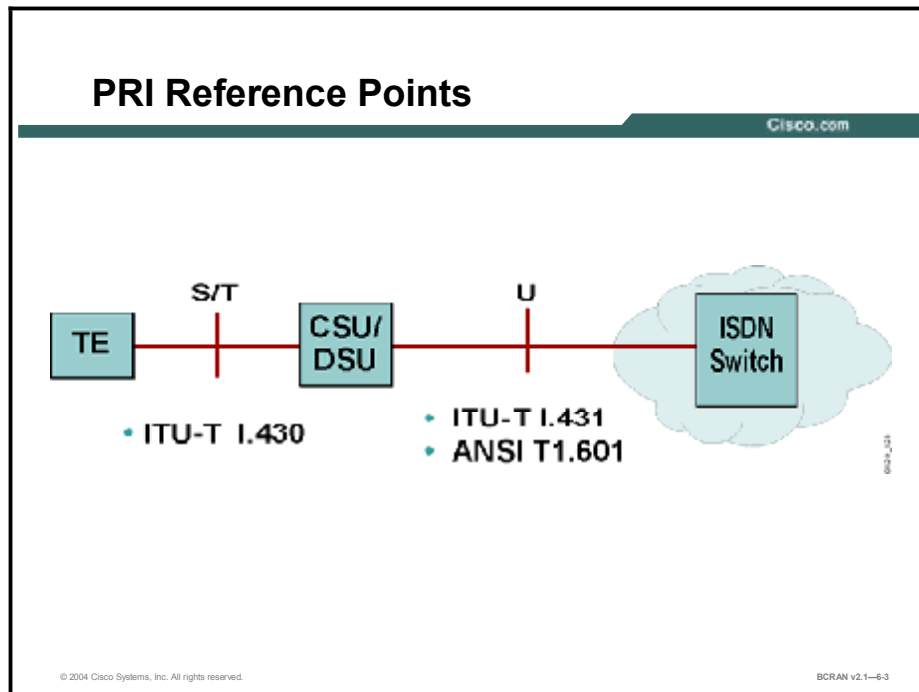 PRI Reference Points
Cisco.com
S/T
U
TE
CSU/
DSU
ISDN
Switch
• ITU-T I.430
• ITU-T I.431
• ANSI T1.601
© 2004 Cisco Systems, Inc. All rights reserved.
BCRAN v2.1—6-3